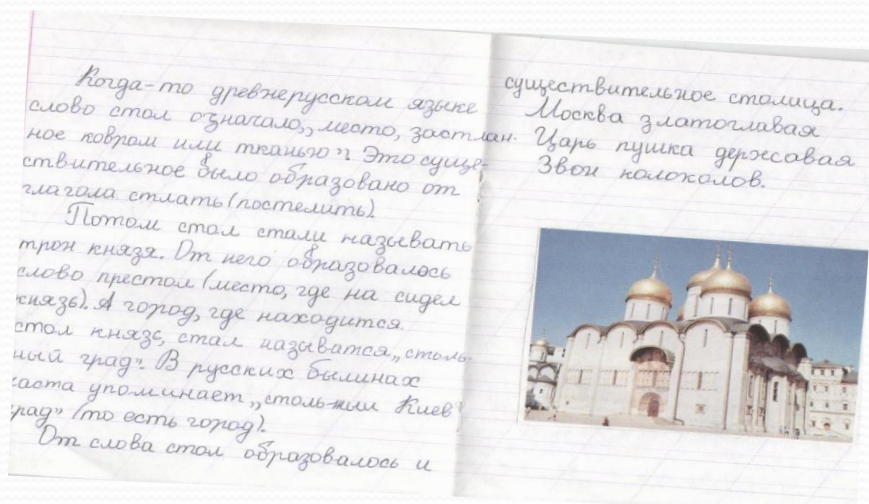 Когда-то древнерусском языке
слово стол означало,,место, застлан-
ное ковром или тканью". Это суще-
ствительное было образовано от
глагола стлать (постелить).
Потом стол стали называть
трон князя. От него образовалось
слово престол (место, где на сидел
князь). А город, где находится
стол князя, стал называтся „столь-
ный град". В русских былинах
часта упоминает „столь-ный Киев
град" (то есть город).
От слова стол образовалось и
существительное столица.
Москва златоглавая
Царь пушка державая
Звон колоколов.